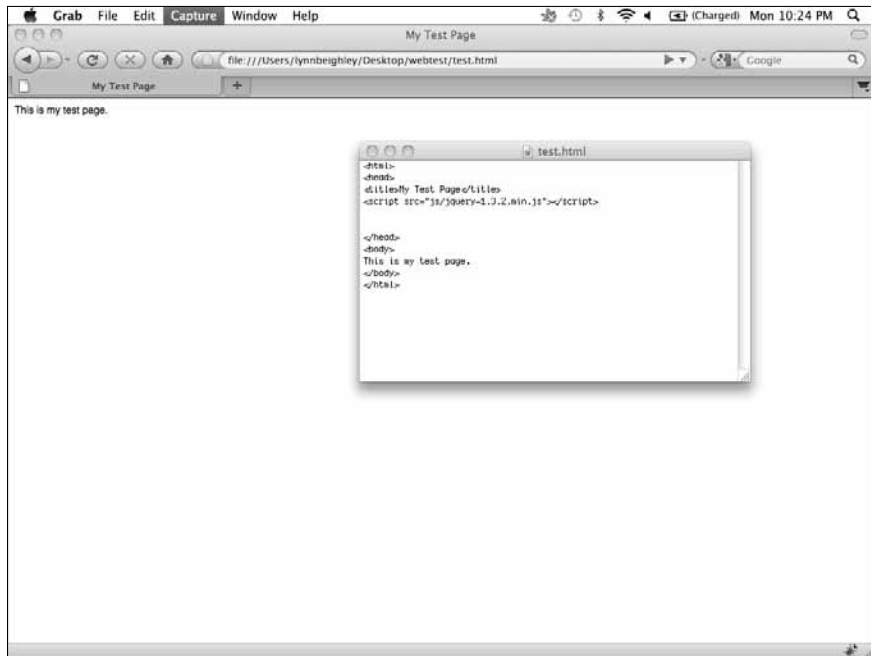 Grab File Edit Capture Window Help (Charged) Mon 10:24 PM
My Test Page
file:///Users/lynnbeighley/Desktop/webtest/test.html Google
My Test Page +
This is my test page.
test.html
<html>
<head>
<title>My Test Page</title>
<script src="js/jquery-1.3.2.min.js"></script>
</head>
<body>
This is my test page.
</body>
</html>